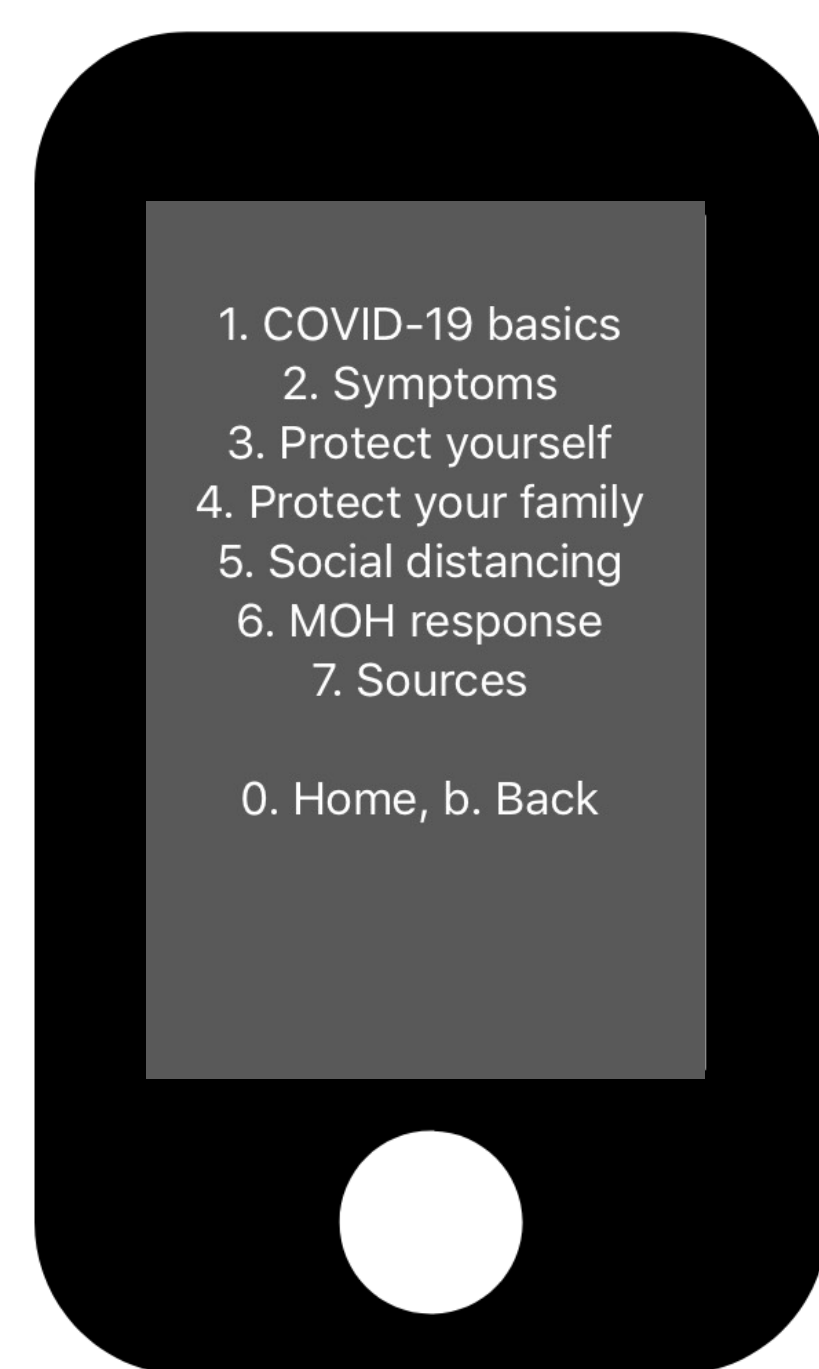 1. COVID-19 basics
2. Symptoms
3. Protect yourself
4. Protect your family
5. Social distancing
6. MOH response
7. Sources
0. Home, b. Back